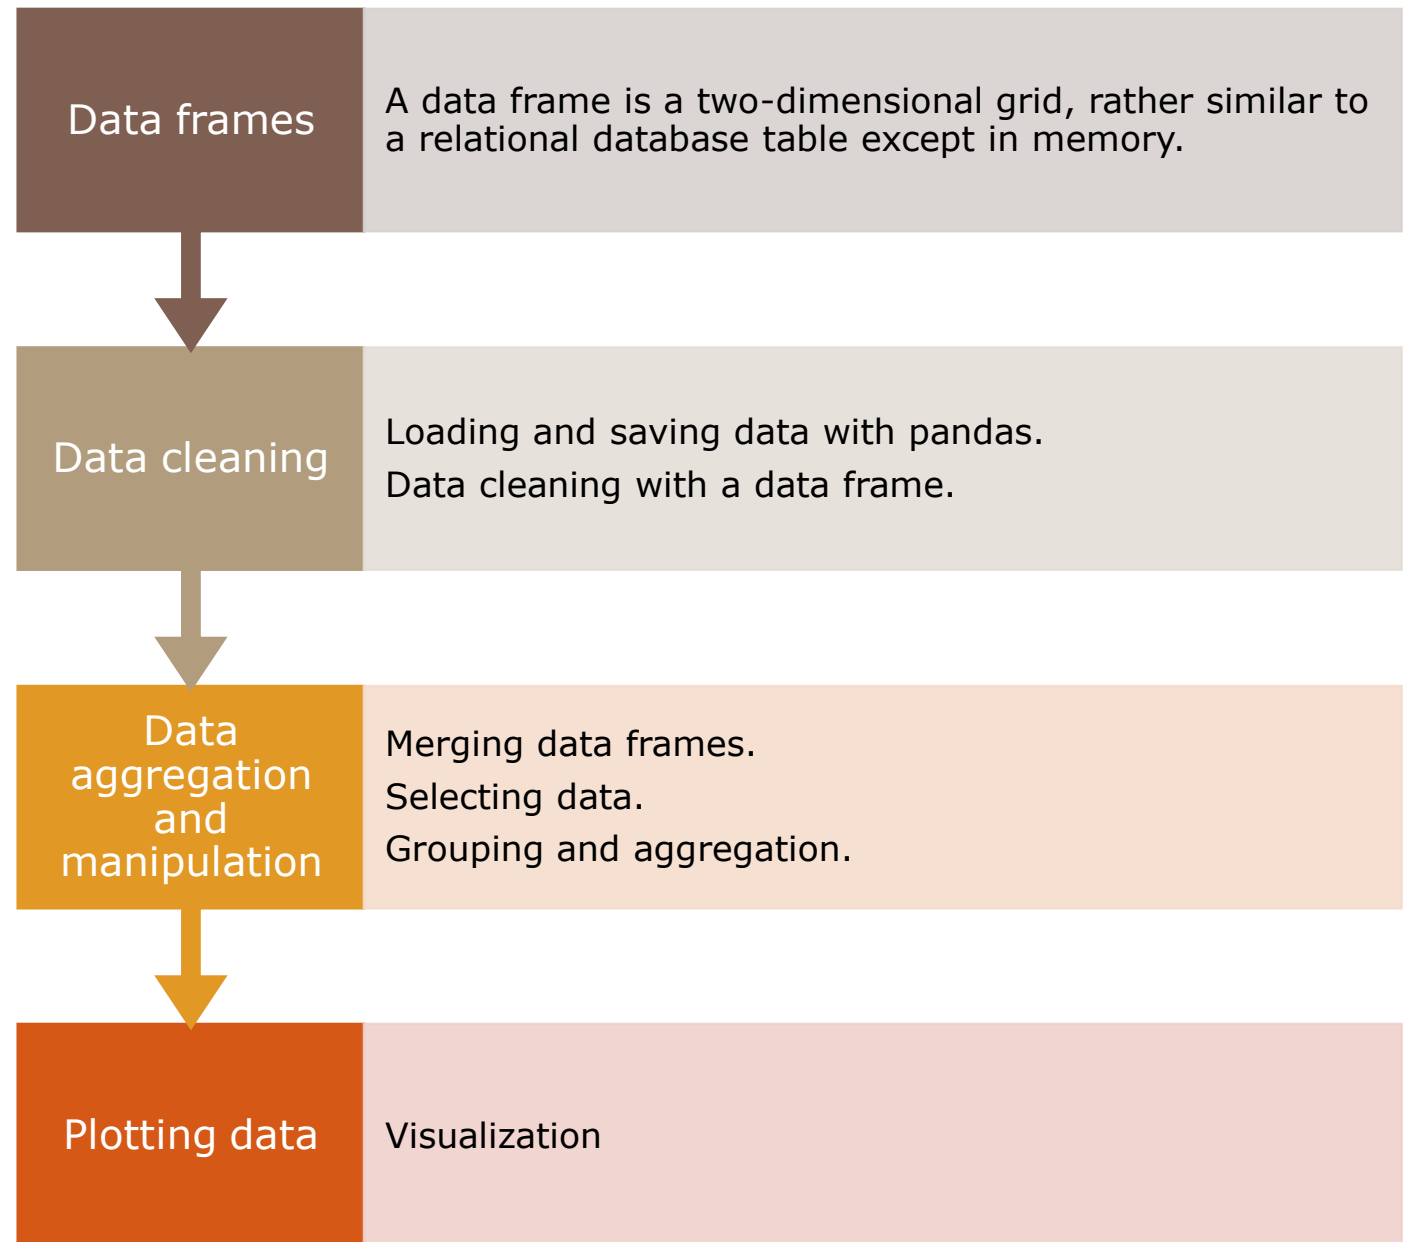 Data frames
A data frame is a two-dimensional grid, rather similar to
a relational database table except in memory.
Data cleaning
Loading and saving data with pandas.
Data cleaning with a data frame.
Data
aggregation
and
manipulation
Merging data frames.
Selecting data.
Grouping and aggregation.
Plotting data
Visualization